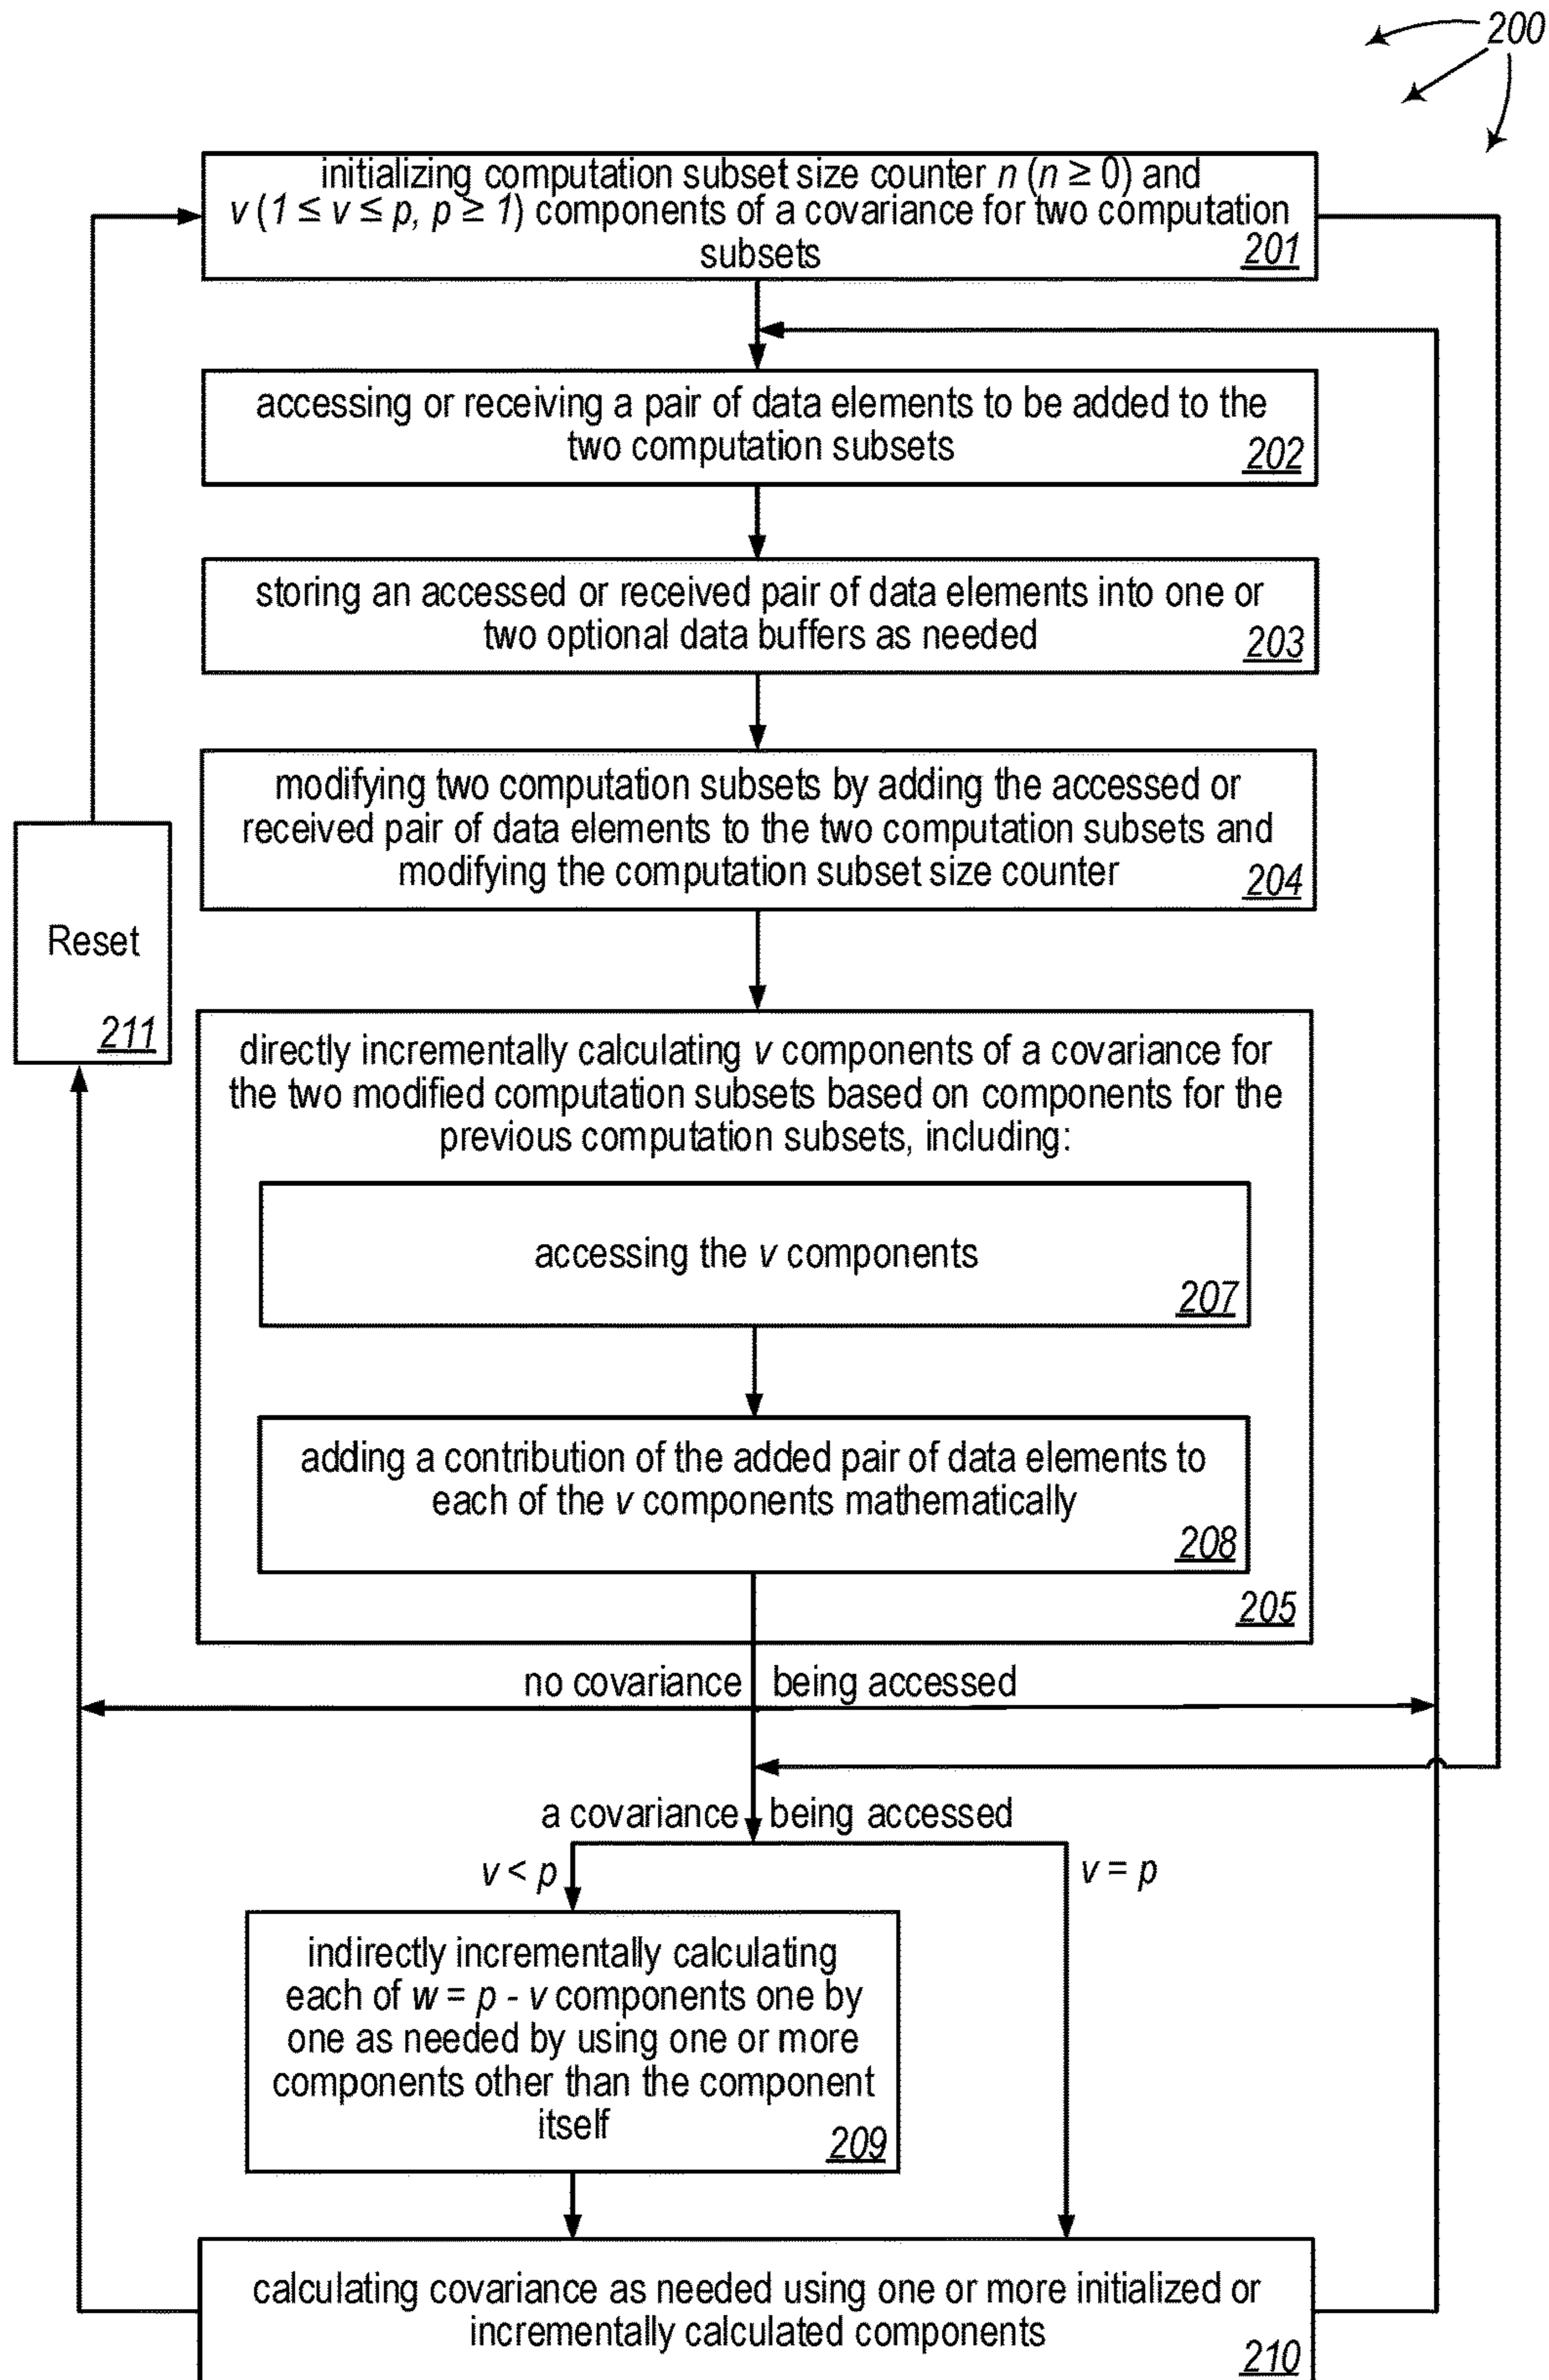 200
initializing computation subset size counter n (n ≥ 0) and
v (1 ≤ v ≤ p, p ≥ 1) components of a covariance for two computation
subsets
201
accessing or receiving a pair of data elements to be added to the
two computation subsets
202
storing an accessed or received pair of data elements into one or
two optional data buffers as needed
203
modifying two computation subsets by adding the accessed or
received pair of data elements to the two computation subsets and
modifying the computation subset size counter
204
Reset
211
directly incrementally calculating v components of a covariance for
the two modified computation subsets based on components for the
previous computation subsets, including:
accessing the v components
207
adding a contribution of the added pair of data elements to
each of the v components mathematically
208
205
no covariance being accessed
a covariance being accessed
v < p
v = p
indirectly incrementally calculating
each of w = p - v components one by
one as needed by using one or more
components other than the component
itself
209
calculating covariance as needed using one or more initialized or
incrementally calculated components
210